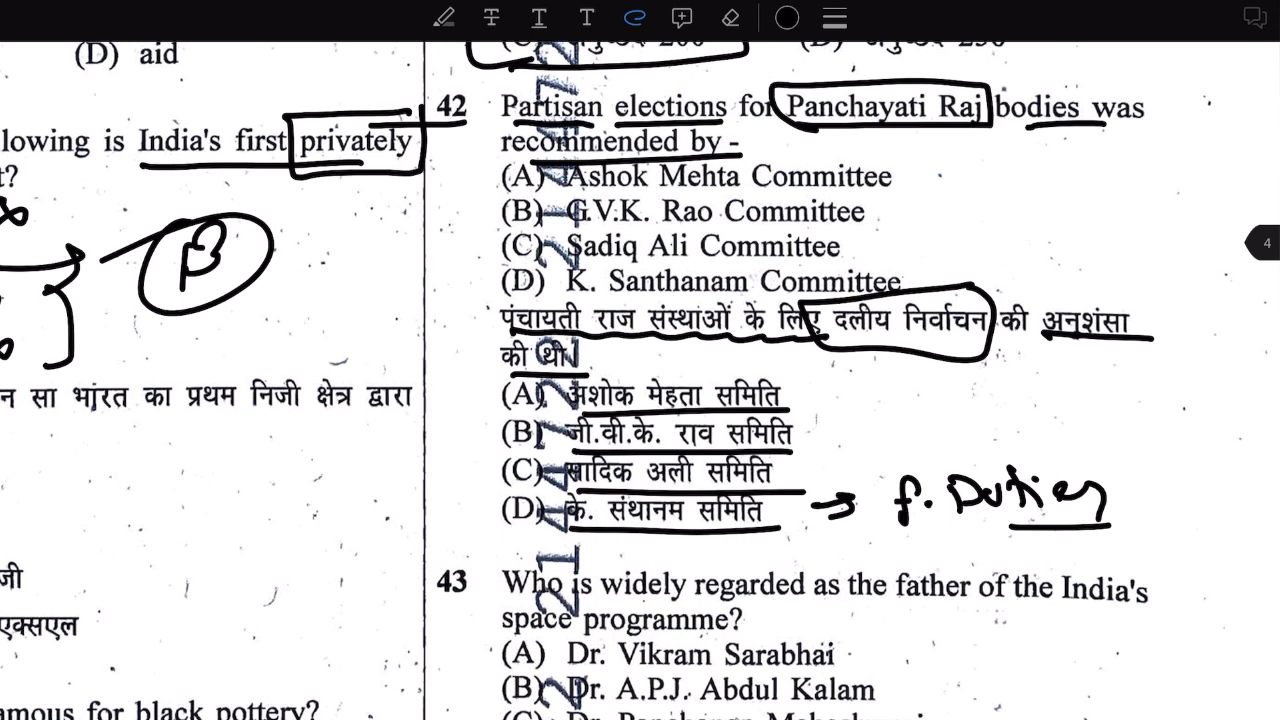 (D) aid
lowing is India's first privately
t?
β
न सा भारत का प्रथम निजी क्षेत्र द्वारा
जी
एक्सएल
amous for black pottery?
42 Partisan elections for Panchayati Raj bodies was
recommended by -
(A) Ashok Mehta Committee
(B) G.V.K. Rao Committee
(C) Sadiq Ali Committee
(D) K. Santhanam Committee
पंचायती राज संस्थाओं के लिए दलीय निर्वाचन की अनुशंसा
की थी
(A) अशोक मेहता समिति
(B) जी.वी.के. राव समिति
(C) सादिक अली समिति
(D) के. संथानम समिति → f. Duties
43 Who is widely regarded as the father of the India's
space programme?
(A) Dr. Vikram Sarabhai
(B) Dr. A.P.J. Abdul Kalam
4